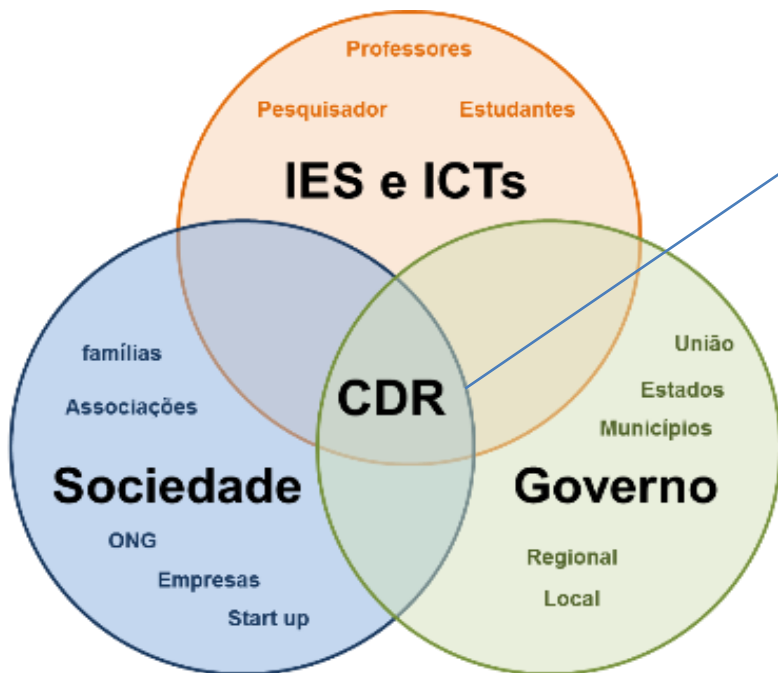 Professores
Pesquisador
Estudantes
IES e ICTs
famílias
Associações
CDR
União
Estados
Municípios
Sociedade
Governo
ONG
Empresas
Start up
Regional
Local